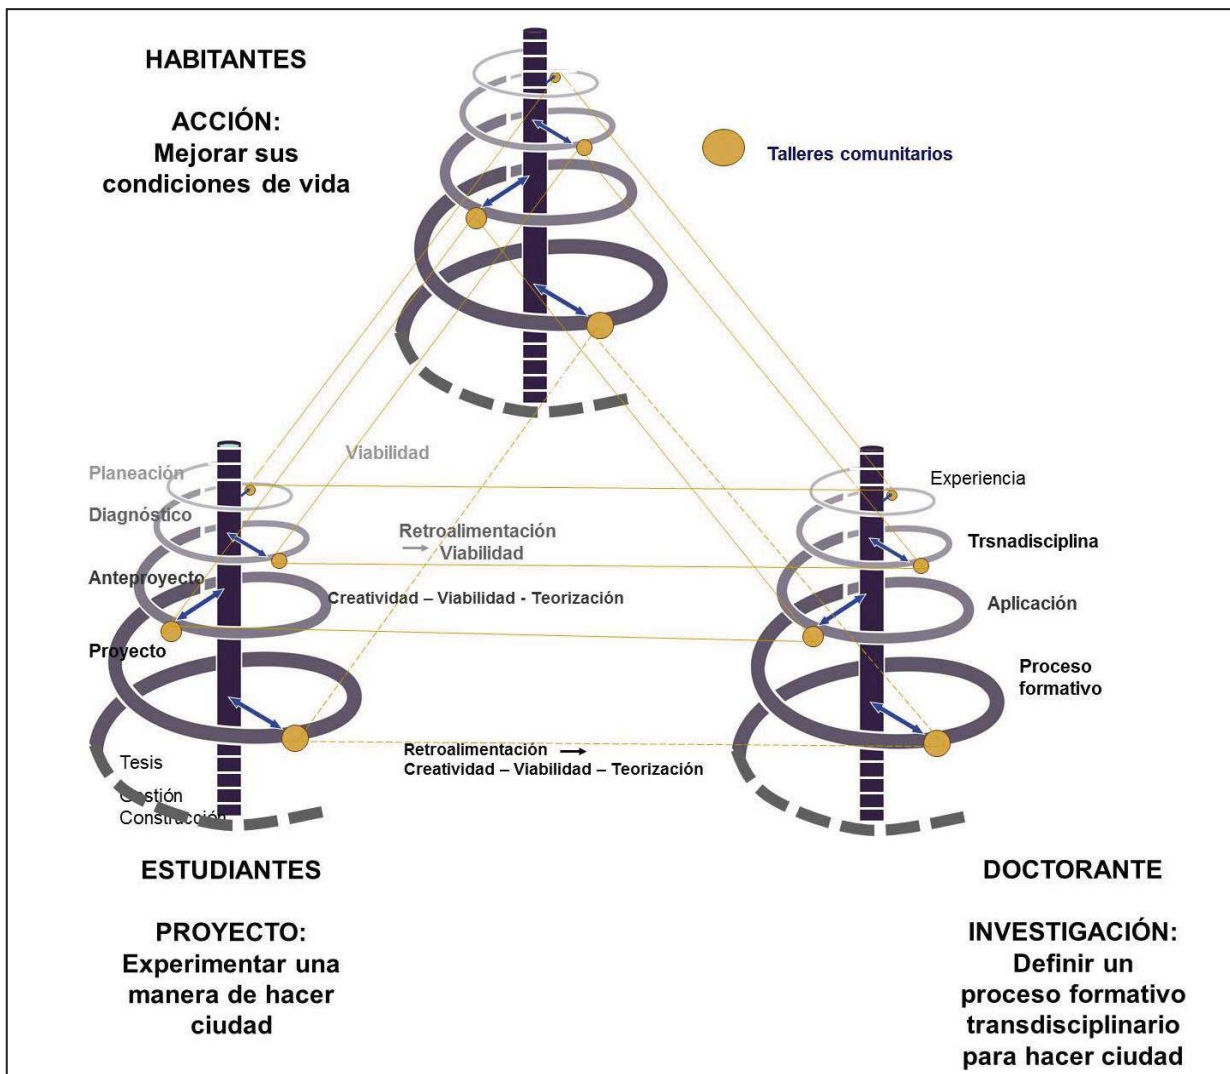 HABITANTES
ACCIÓN:
Mejorar sus
condiciones de vida
Talleres comunitarios
Planeación
Diagnóstico
Anteproyecto
Proyecto
Tesis
Gestión
Construcción
Viabilidad
Retroalimentación
→ Viabilidad
Creatividad – Viabilidad - Teorización
Retroalimentación →
Creatividad – Viabilidad – Teorización
Experiencia
Trsnadisciplina
Aplicación
Proceso
formativo
ESTUDIANTES
PROYECTO:
Experimentar una
manera de hacer
ciudad
DOCTORANTE
INVESTIGACIÓN:
Definir un
proceso formativo
transdisciplinario
para hacer ciudad